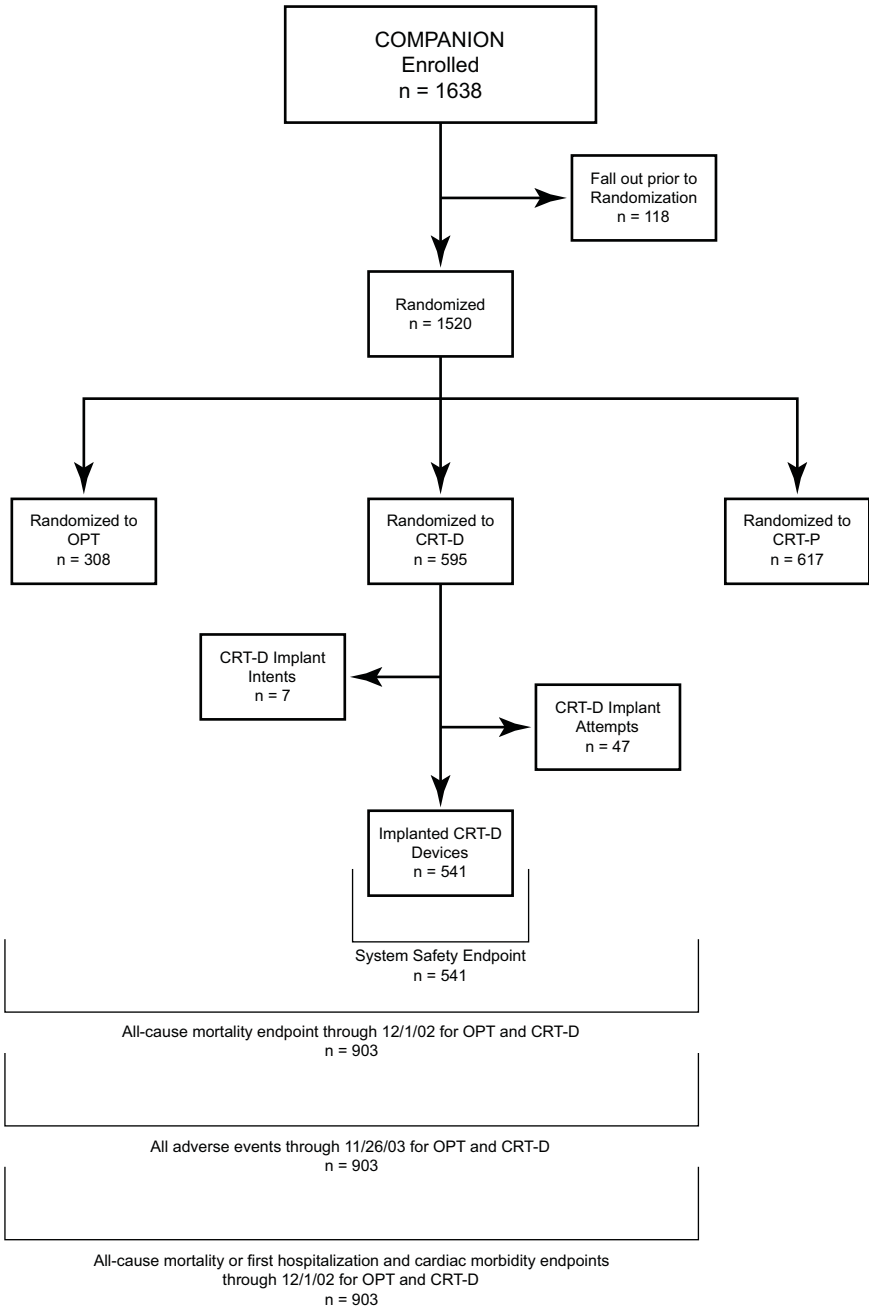 COMPANION
Enrolled
n = 1638
Fall out prior to
Randomization
n = 118
Randomized
n = 1520
Randomized to
OPT
n = 308
Randomized to
CRT-D
n = 595
Randomized to
CRT-P
n = 617
CRT-D Implant
Intents
n = 7
CRT-D Implant
Attempts
n = 47
Implanted CRT-D
Devices
n = 541
System Safety Endpoint
n = 541
All-cause mortality endpoint through 12/1/02 for OPT and CRT-D
n = 903
All adverse events through 11/26/03 for OPT and CRT-D
n = 903
All-cause mortality or first hospitalization and cardiac morbidity endpoints
through 12/1/02 for OPT and CRT-D
n = 903